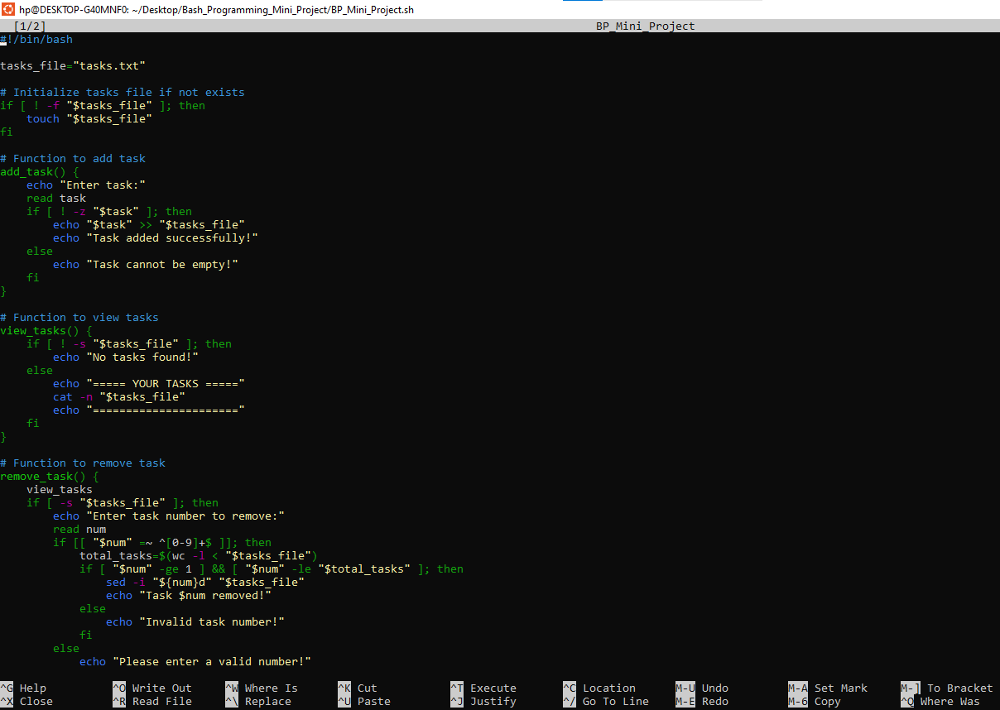 hp@DESKTOP-G40MNF0: ~/Desktop/Bash_Programming_Mini_Project/BP_Mini_Project.sh
[1/2] BP_Mini_Project
#!/bin/bash

tasks_file="tasks.txt"

# Initialize tasks file if not exists
if [ ! -f "$tasks_file" ]; then
    touch "$tasks_file"
fi

# Function to add task
add_task() {
    echo "Enter task:"
    read task
    if [ ! -z "$task" ]; then
        echo "$task" >> "$tasks_file"
        echo "Task added successfully!"
    else
        echo "Task cannot be empty!"
    fi
}

# Function to view tasks
view_tasks() {
    if [ ! -s "$tasks_file" ]; then
        echo "No tasks found!"
    else
        echo "===== YOUR TASKS ====="
        cat -n "$tasks_file"
        echo "======================"
    fi
}

# Function to remove task
remove_task() {
    view_tasks
    if [ -s "$tasks_file" ]; then
        echo "Enter task number to remove:"
        read num
        if [[ "$num" =~ ^[0-9]+$ ]]; then
            total_tasks=$(wc -l < "$tasks_file")
            if [ "$num" -ge 1 ] && [ "$num" -le "$total_tasks" ]; then
                sed -i "${num}d" "$tasks_file"
                echo "Task $num removed!"
            else
                echo "Invalid task number!"
            fi
        else
            echo "Please enter a valid number!"

^G Help ^O Write Out ^W Where Is ^K Cut ^T Execute ^C Location M-U Undo M-A Set Mark M-] To Bracket
^X Close ^R Read File ^\ Replace ^U Paste ^J Justify ^/ Go To Line M-E Redo M-6 Copy ^Q Where Was